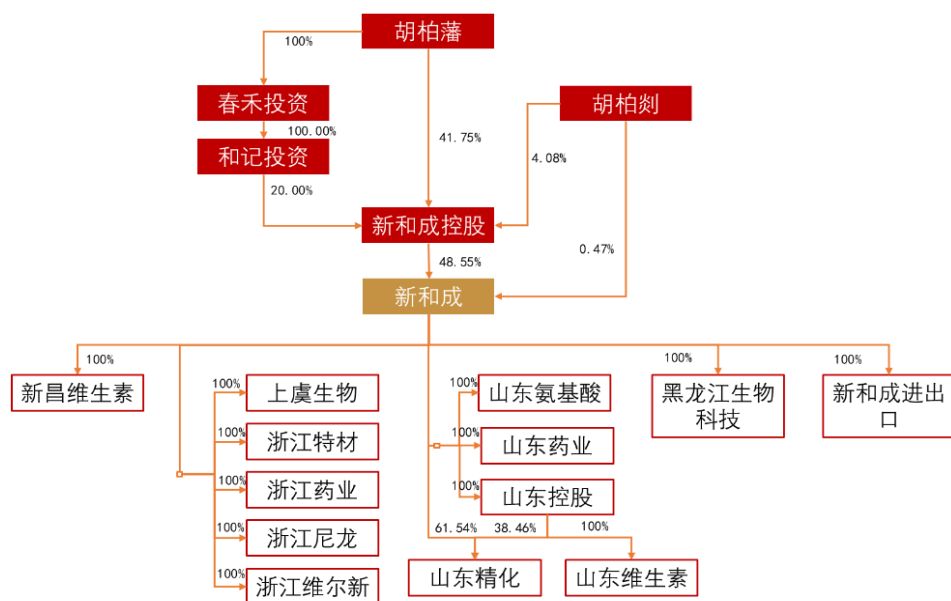 胡柏藩
100%
春禾投资
胡柏剡
100.00%
41.75%
和记投资
4.08%
20.00%
新和成控股
0.47%
48.55%
新和成
100%
100%
100%
新昌维生素
100%
上虞生物
100%
山东氨基酸
黑龙江生物
科技
新和成进出
口
100%
浙江特材
100%
山东药业
100%
浙江药业
100%
山东控股
100%
浙江尼龙
61.54%
38.46%
100%
100%
浙江维尔新
山东精化
山东维生素